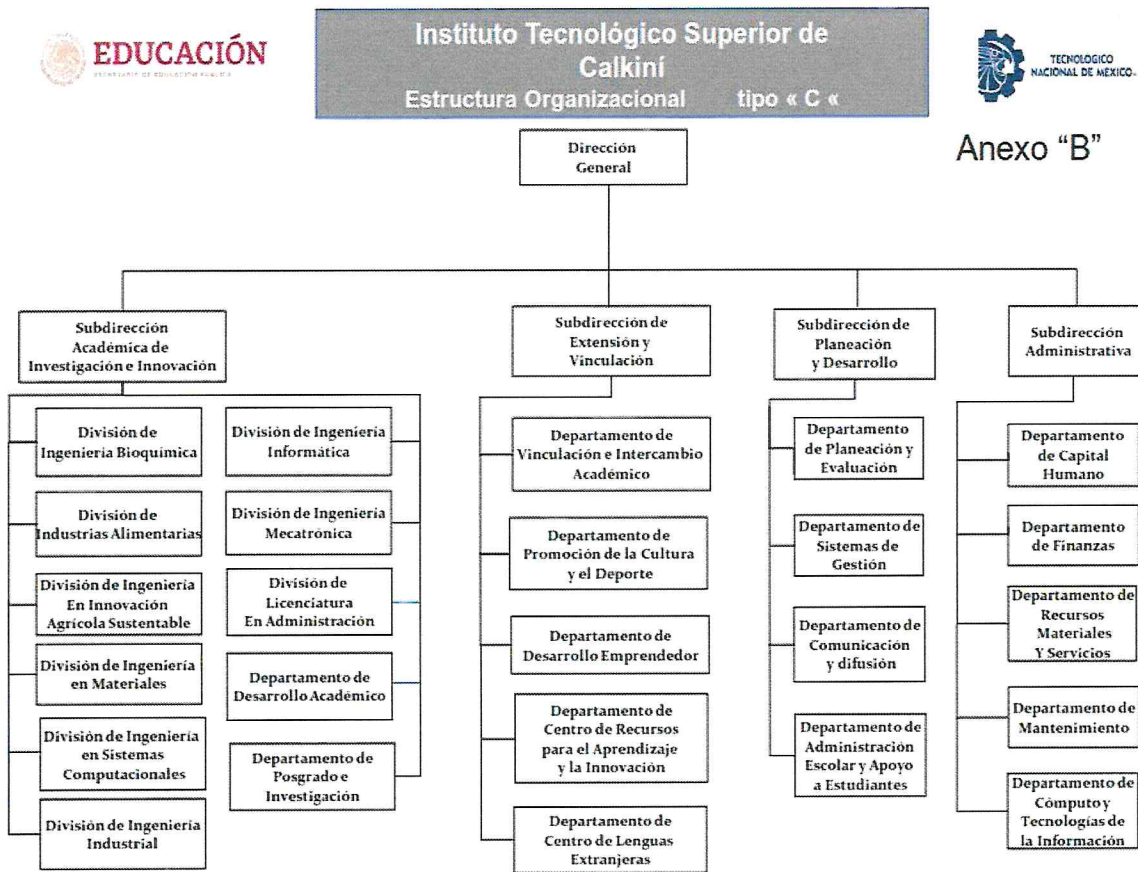 EDUCACIÓN
SECRETARÍA DE EDUCACIÓN PÚBLICA
Instituto Tecnológico Superior de
Calkiní
Estructura Organizacional tipo « C «
TECNOLÓGICO
NACIONAL DE MÉXICO
Anexo “B”
Dirección
General
Subdirección
Académica de
Investigación e Innovación
División de
Ingeniería Bioquímica
División de
Industrias Alimentarias
División de Ingeniería
En Innovación
Agrícola Sustentable
División de Ingeniería
en Materiales
División de Ingeniería
en Sistemas
Computacionales
División de Ingeniería
Industrial
División de Ingeniería
Informática
División de Ingeniería
Mecatrónica
División de
Licenciatura
En Administración
Departamento de
Desarrollo Académico
Departamento de
Posgrado e
Investigación
Subdirección de
Extensión y
Vinculación
Departamento de
Vinculación e Intercambio
Académico
Departamento de
Promoción de la Cultura
y el Deporte
Departamento de
Desarrollo Emprendedor
Departamento de
Centro de Recursos
para el Aprendizaje
y la Innovación
Departamento de
Centro de Lenguas
Extranjeras
Subdirección de
Planeación
y Desarrollo
Departamento
de Planeación y
Evaluación
Departamento de
Sistemas de
Gestión
Departamento de
Comunicación
y difusión
Departamento de
Administración
Escolar y Apoyo
a Estudiantes
Subdirección
Administrativa
Departamento
de Capital
Humano
Departamento
de Finanzas
Departamento de
Recursos
Materiales
Y Servicios
Departamento de
Mantenimiento
Departamento de
Cómputo y
Tecnologías de
la Información